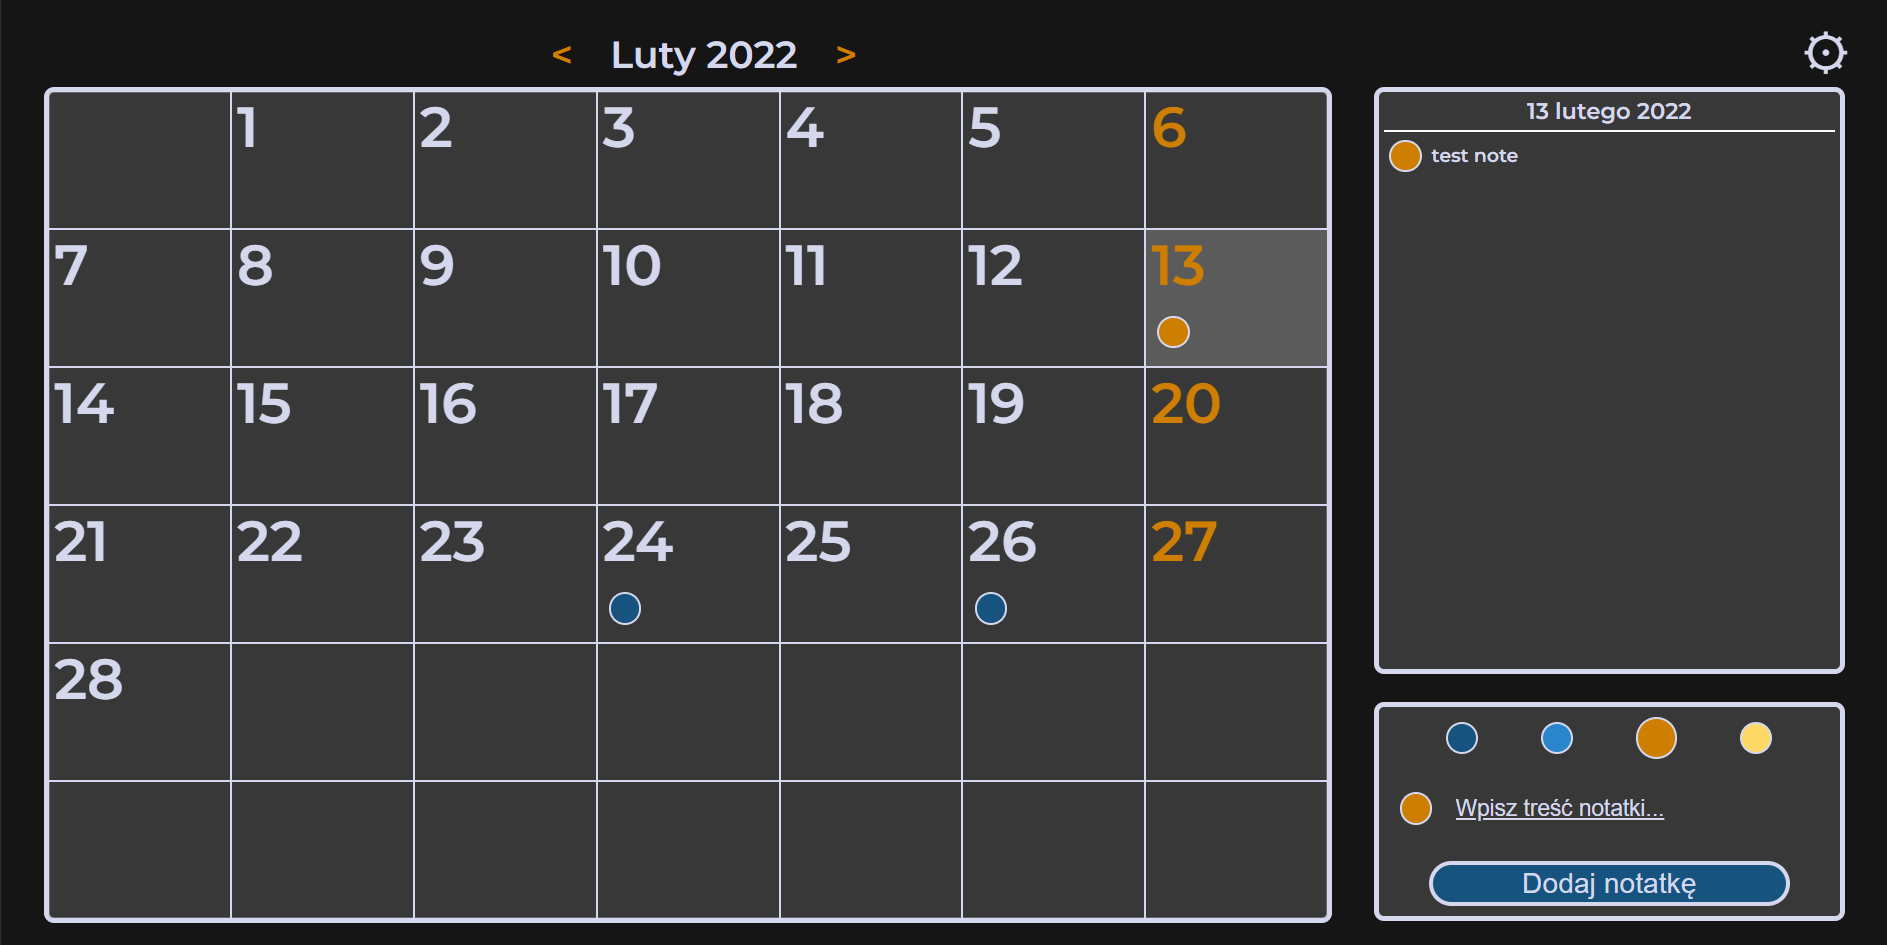 < Luty 2022 >
1 2 3 4 5 6
7 8 9 10 11 12 13
14 15 16 17 18 19 20
21 22 23 24 25 26 27
28
13 lutego 2022
test note
Wpisz treść notatki...
Dodaj notatkę